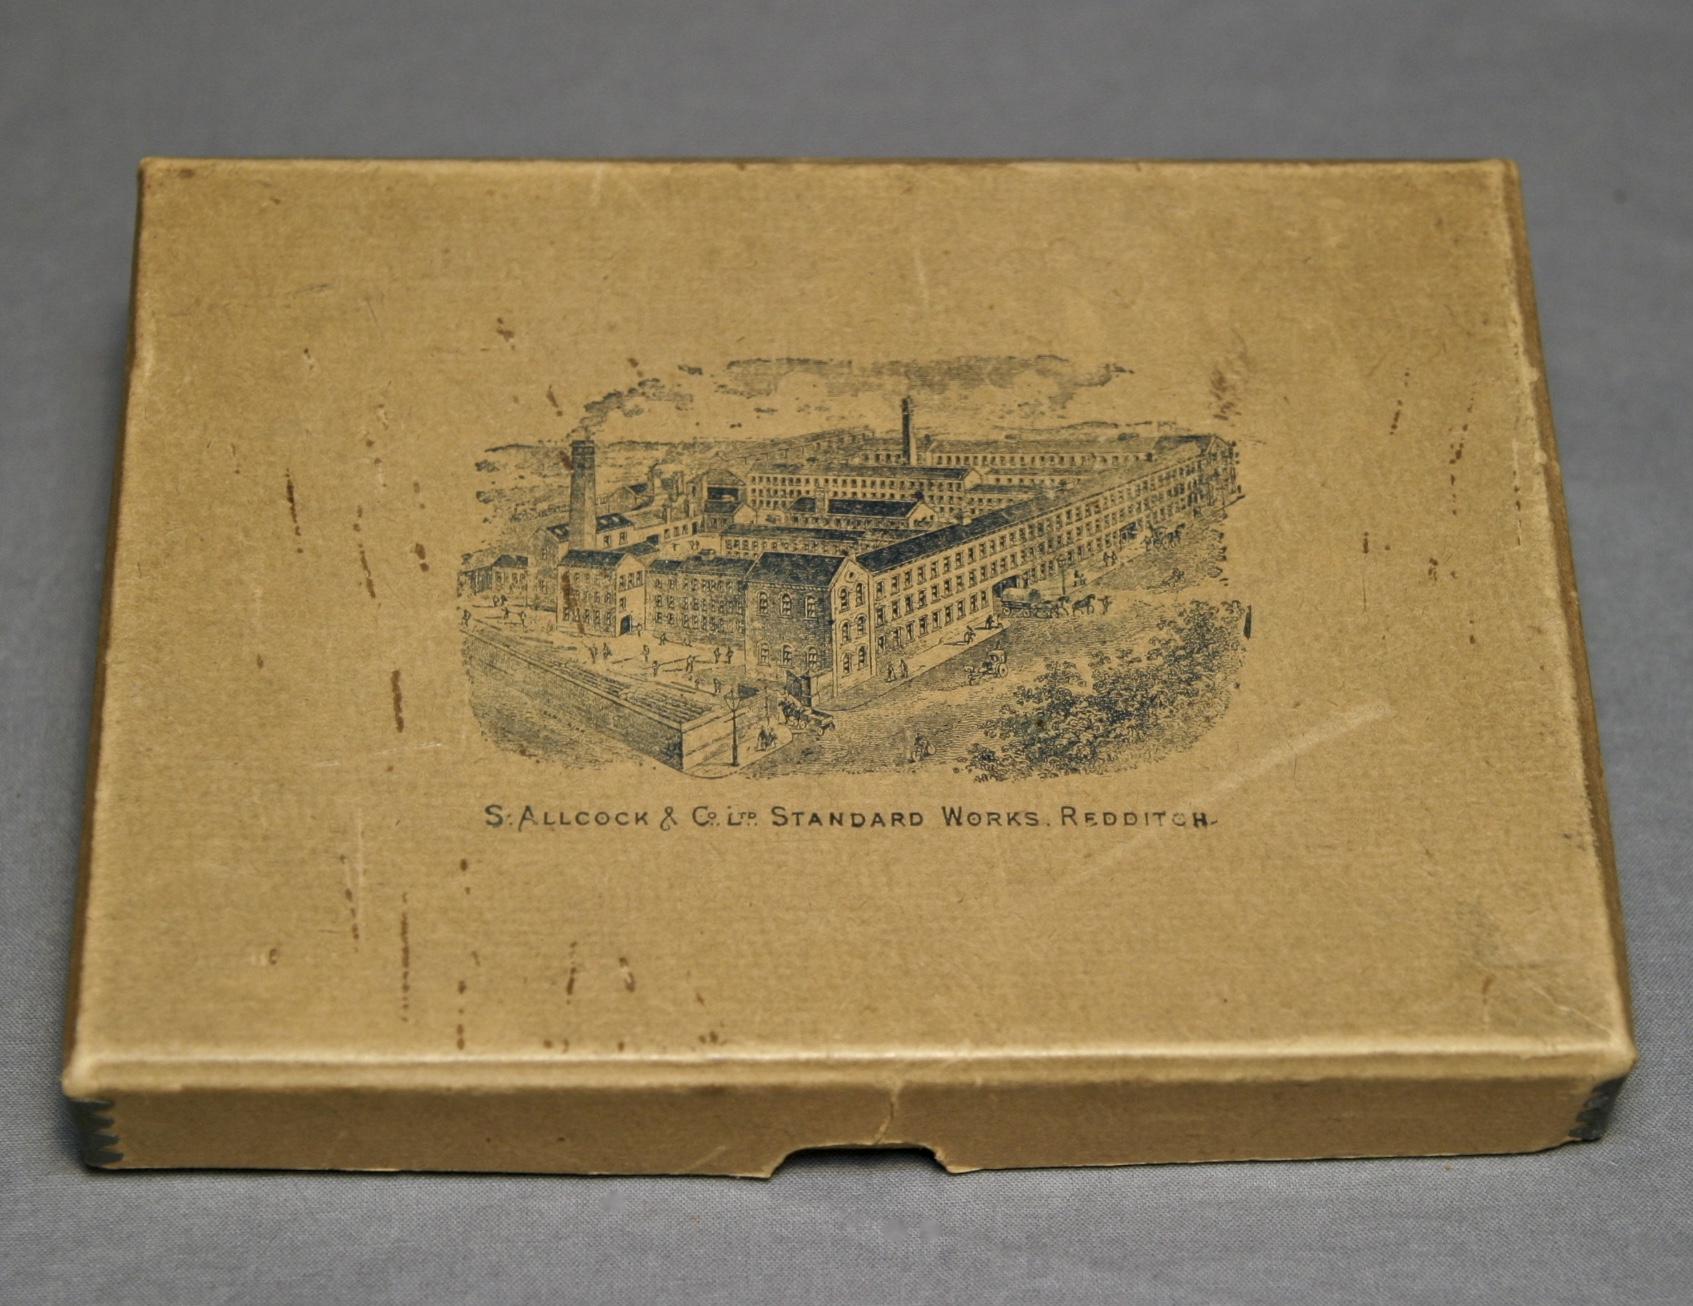 S. ALLCOCK & CO. LTD. STANDARD WORKS. REDDITCH.